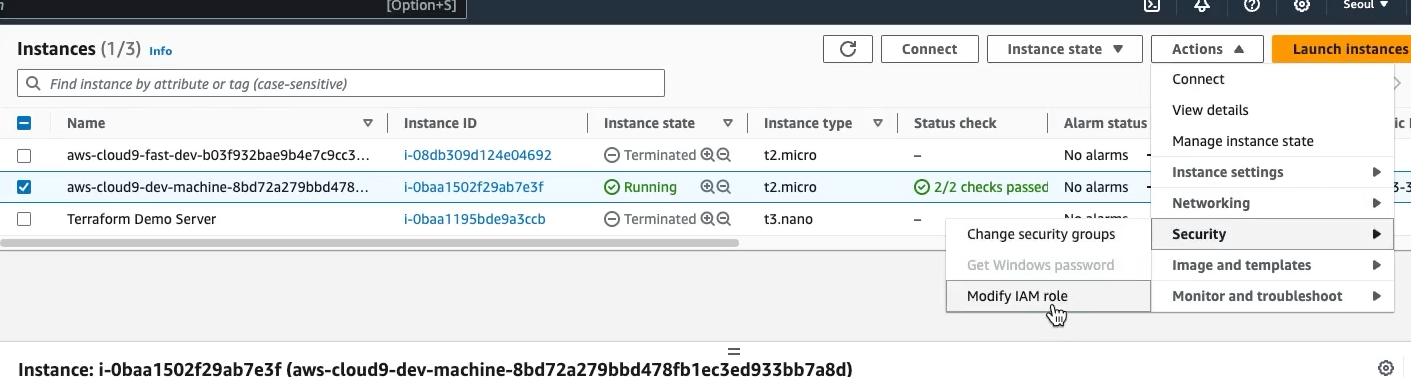 [Option+S]
Seoul
Instances (1/3) Info
Connect
Instance state
Actions
Launch instances
Find instance by attribute or tag (case-sensitive)
Connect
View details
Manage instance state
Instance settings
Networking
Security
Image and templates
Monitor and troubleshoot
Name Instance ID Instance state Instance type Status check Alarm status
aws-cloud9-fast-dev-b03f932bae9b4e7c9cc3... i-08db309d124e04692 Terminated t2.micro – No alarms
aws-cloud9-dev-machine-8bd72a279bbd478... i-0baa1502f29ab7e3f Running t2.micro 2/2 checks passed No alarms
Terraform Demo Server i-0baa1195bde9a3ccb Terminated t3.nano –
Change security groups
Get Windows password
Modify IAM role
Instance: i-0baa1502f29ab7e3f (aws-cloud9-dev-machine-8bd72a279bbd478fb1ec3ed933bb7a8d)